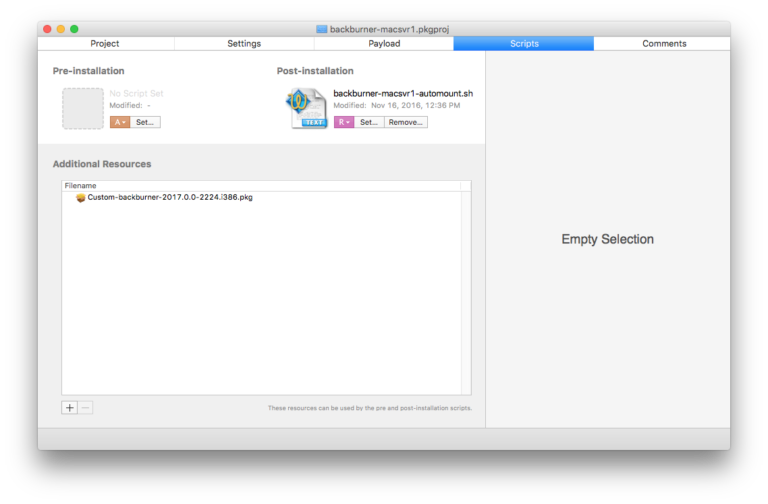 backburner-macsvr1.pkgproj
Project Settings Payload Scripts Comments
Pre-installation
No Script Set
Modified: -
A Set...
Post-installation
backburner-macsvr1-automount.sh
Modified: Nov 16, 2016, 12:36 PM
TEXT
R Set... Remove...
Additional Resources
Filename
Custom-backburner-2017.0.0-2224.i386.pkg
These resources can be used by the pre and post-installation scripts.
Empty Selection